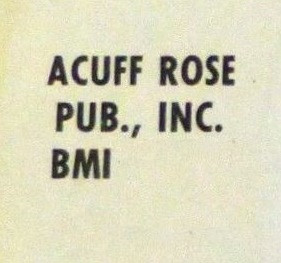 ACUFF ROSE
PUB., INC.
BMI